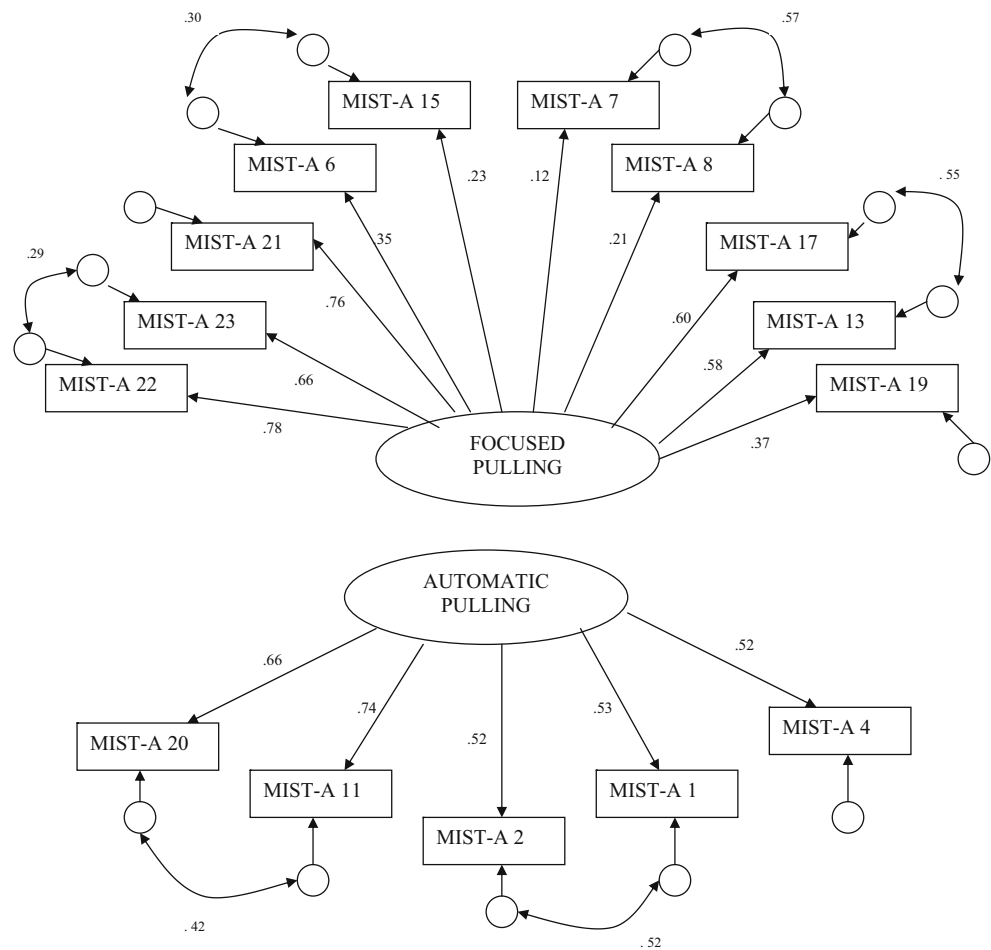 .30
.57
MIST-A 15
MIST-A 7
MIST-A 6
MIST-A 8
.55
.23
.12
MIST-A 21
MIST-A 17
.35
.21
.29
.76
MIST-A 23
MIST-A 13
.60
MIST-A 22
.66
.58
MIST-A 19
.78
FOCUSED
PULLING
.37
AUTOMATIC
PULLING
.66
.52
.74
.53
MIST-A 20
.52
MIST-A 4
MIST-A 11
MIST-A 1
MIST-A 2
.42
.52